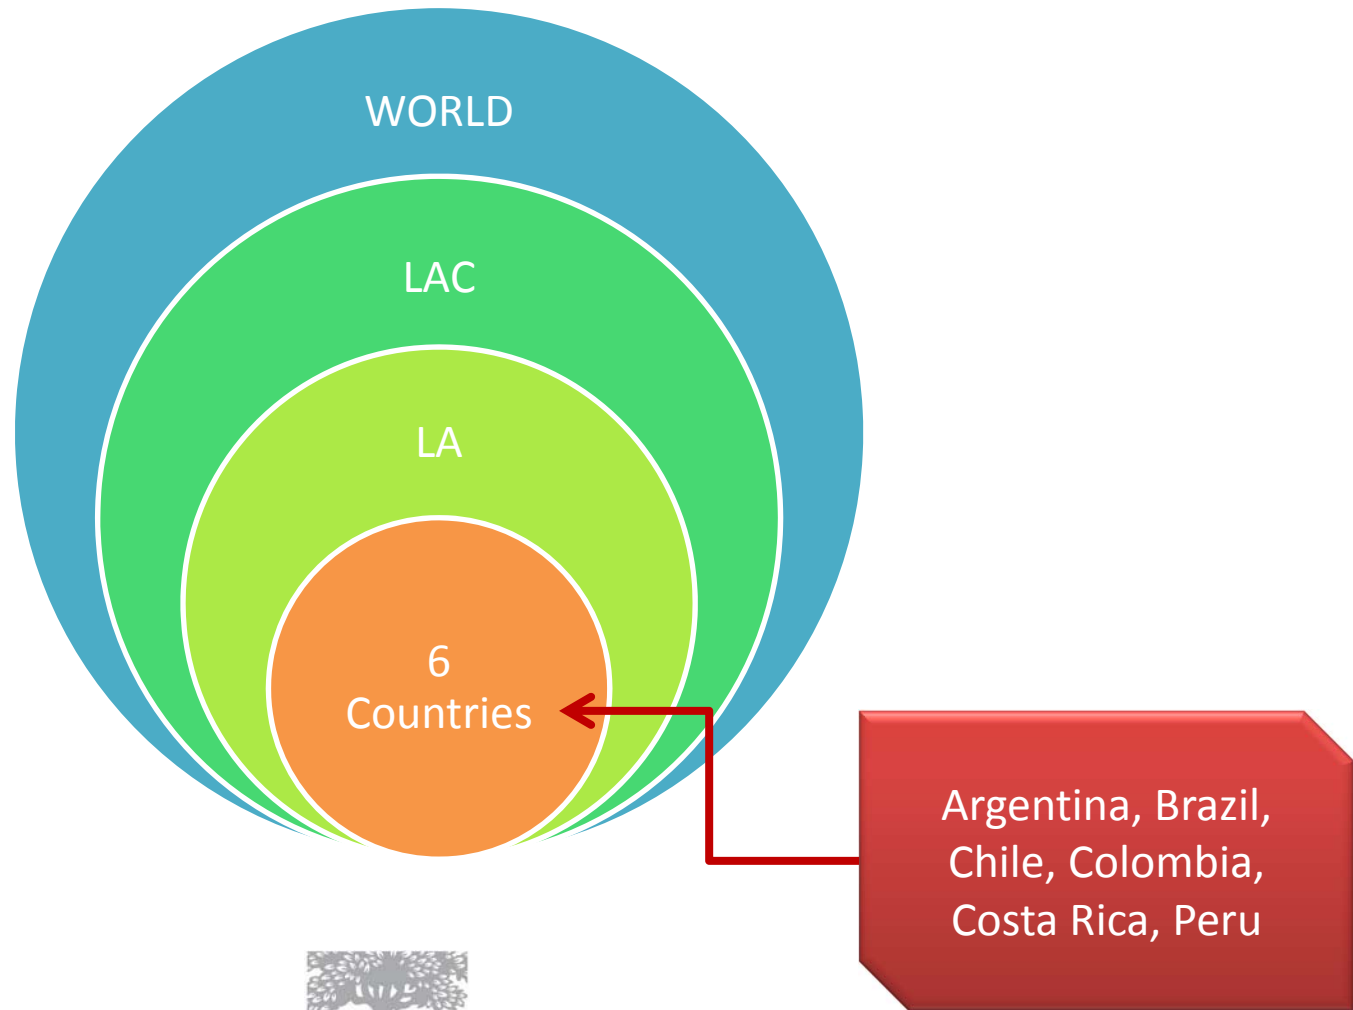 WORLD
LAC
LA
6
Countries
Argentina, Brazil,
Chile, Colombia,
Costa Rica, Peru